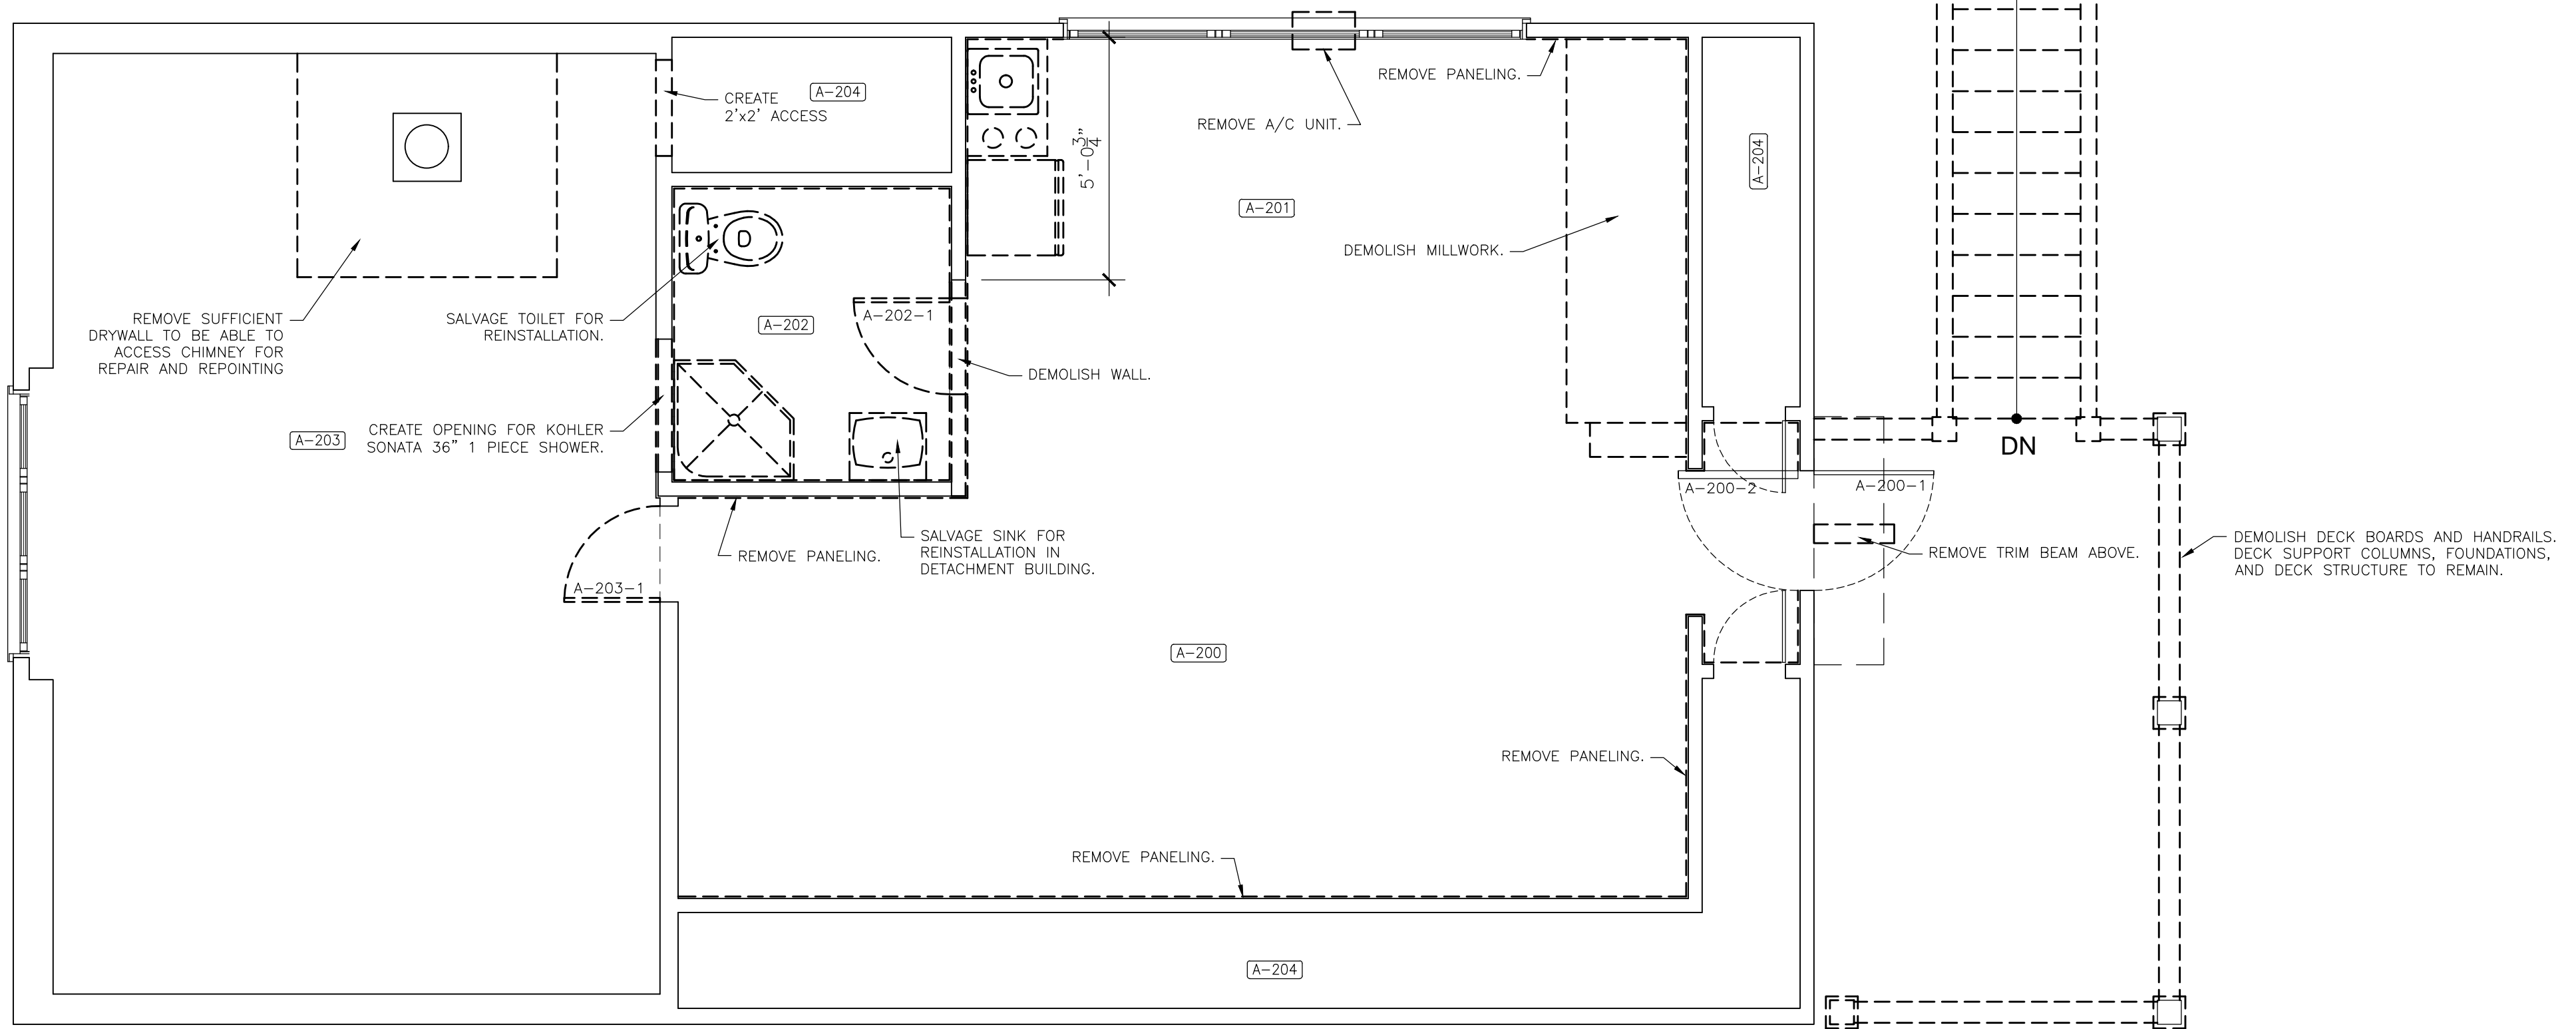 CREATE
2'x2' ACCESS
A-204
REMOVE PANELING.
REMOVE A/C UNIT.
5'-0 3/4"
A-204
A-201
DEMOLISH MILLWORK.
REMOVE SUFFICIENT
DRYWALL TO BE ABLE TO
ACCESS CHIMNEY FOR
REPAIR AND REPOINTING
SALVAGE TOILET FOR
REINSTALLATION.
A-202
A-202-1
DEMOLISH WALL.
A-203
CREATE OPENING FOR KOHLER
SONATA 36" 1 PIECE SHOWER.
DN
A-200-2
A-200-1
REMOVE PANELING.
SALVAGE SINK FOR
REINSTALLATION IN
DETACHMENT BUILDING.
REMOVE TRIM BEAM ABOVE.
DEMOLISH DECK BOARDS AND HANDRAILS.
DECK SUPPORT COLUMNS, FOUNDATIONS,
AND DECK STRUCTURE TO REMAIN.
A-203-1
A-200
REMOVE PANELING.
REMOVE PANELING.
A-204